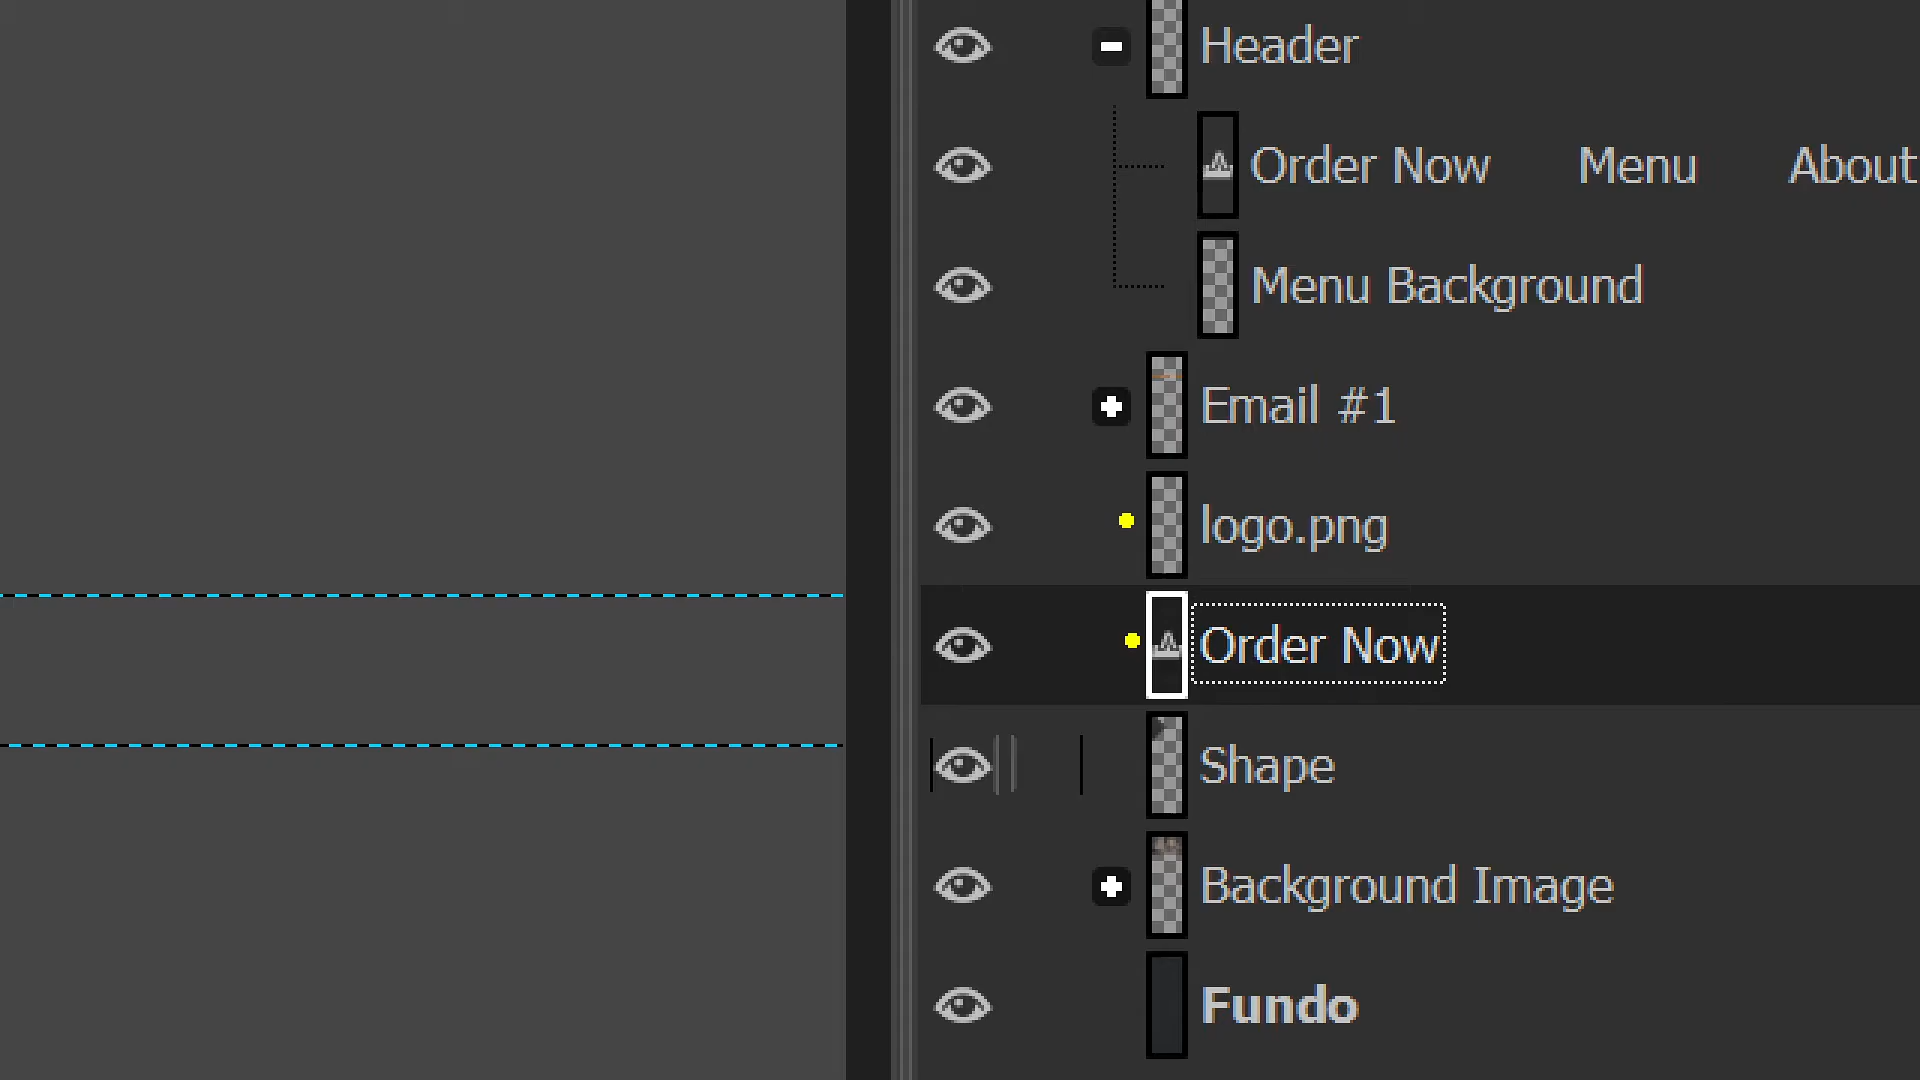 Header
Order Now Menu About
Menu Background
Email #1
logo.png
Order Now
Shape
Background Image
Fundo